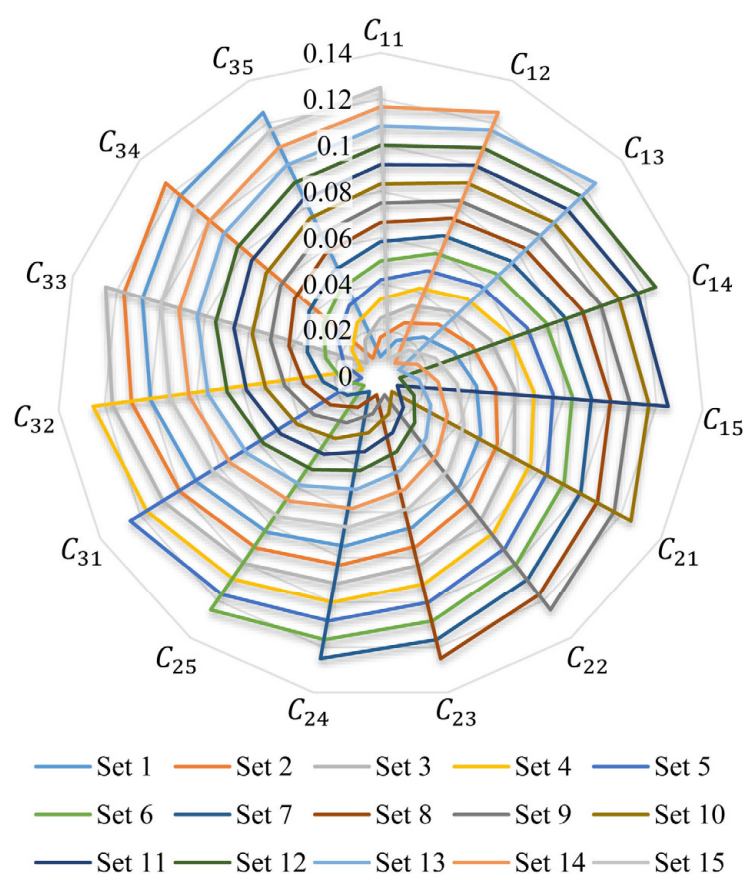 C₁₁
C₁₂
C₁₃
C₁₄
C₁₅
C₂₁
C₂₂
C₂₃
C₂₄
C₂₅
C₃₁
C₃₂
C₃₃
C₃₄
C₃₅
0.14
0.12
0.1
0.08
0.06
0.04
0.02
0
Set 1 Set 2 Set 3 Set 4 Set 5
Set 6 Set 7 Set 8 Set 9 Set 10
Set 11 Set 12 Set 13 Set 14 Set 15